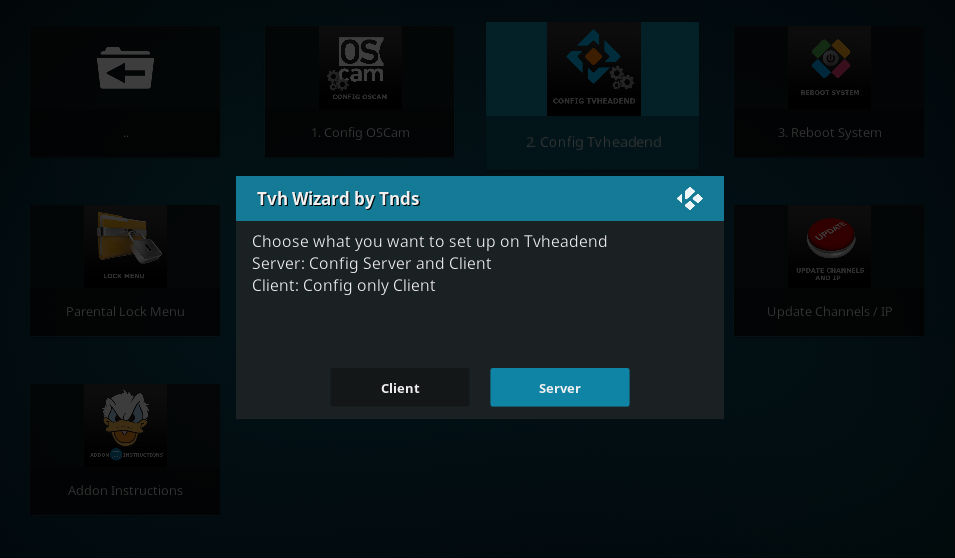 OS
cam
CONFIG OSCAM
CONFIG TVHEADEND
REBOOT SYSTEM
..
1. Config OSCam
2. Config Tvheadend
3. Reboot System
Tvh Wizard by Tnds
Choose what you want to set up on Tvheadend
Server: Config Server and Client
Client: Config only Client
Client
Server
LOCK MENU
Parental Lock Menu
UPDATE
UPDATE CHANNELS
AND IP
Update Channels / IP
ADDON INSTRUCTIONS
Addon Instructions